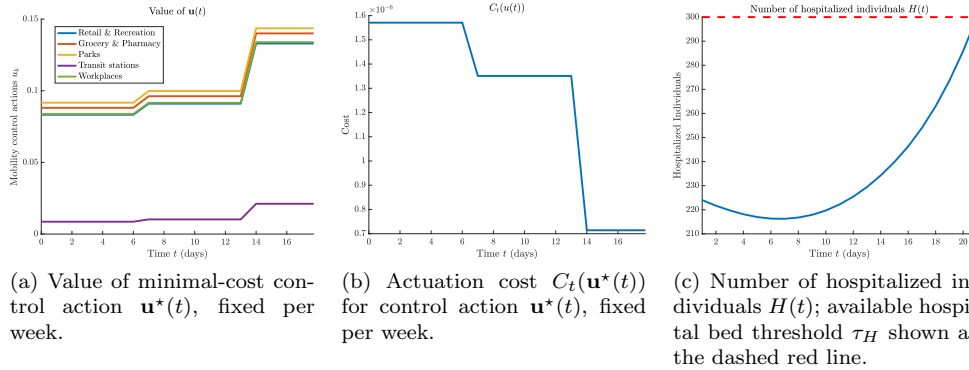 Value of u(t)
Mobility control actions u_i
0.15
0.1
0.05
0
Retail & Recreation
Grocery & Pharmacy
Parks
Transit stations
Workplaces
0 2 4 6 8 10 12 14 16
Time t (days)
(a) Value of minimal-cost con-
trol action u⋆(t), fixed per
week.
C_t(u(t))
Cost
1.6 ×10⁻⁶
1.5
1.4
1.3
1.2
1.1
1
0.9
0.8
0.7
0 2 4 6 8 10 12 14 16
Time t (days)
(b) Actuation cost C_t(u⋆(t))
for control action u⋆(t), fixed
per week.
Number of hospitalized individuals H(t)
Hospitalized Individuals
300
290
280
270
260
250
240
230
220
210
2 4 6 8 10 12 14 16 18 20
Time t (days)
(c) Number of hospitalized in-
dividuals H(t); available hospi-
tal bed threshold τ_H shown a
the dashed red line.